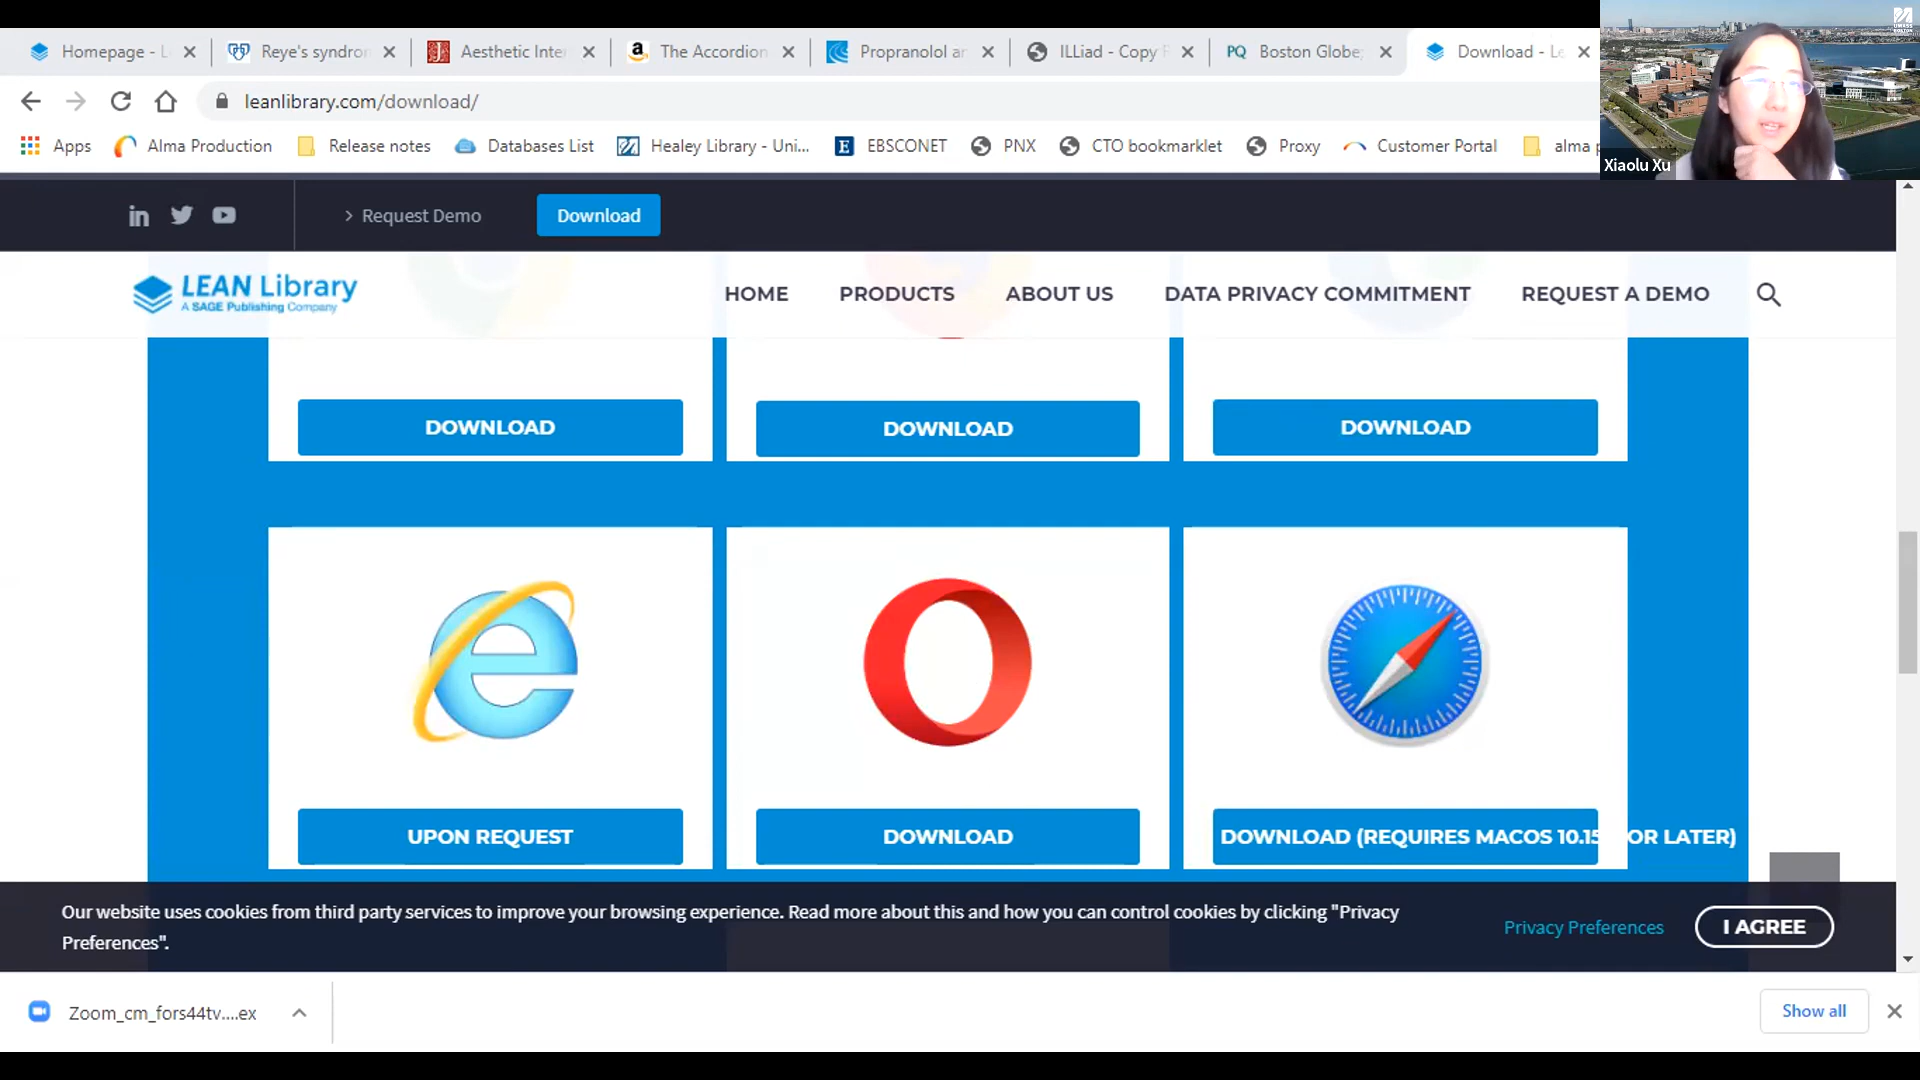 Homepage - L
Reye's syndron
Aesthetic Inte
The Accordion
Propranolol an
ILLiad - Copy R
PQ
Boston Globe;
Download - Le
leanlibrary.com/download/
Apps
Alma Production
Release notes
Databases List
Healey Library - Uni...
EBSCONET
PNX
CTO bookmarklet
Proxy
Customer Portal
alma p
Xiaolu Xu
Request Demo
Download
LEAN Library
A SAGE Publishing Company
HOME
PRODUCTS
ABOUT US
DATA PRIVACY COMMITMENT
REQUEST A DEMO
DOWNLOAD
DOWNLOAD
DOWNLOAD
UPON REQUEST
DOWNLOAD
DOWNLOAD (REQUIRES MACOS 10.15 OR LATER)
Our website uses cookies from third party services to improve your browsing experience. Read more about this and how you can control cookies by clicking "Privacy
Preferences".
Privacy Preferences
I AGREE
Zoom_cm_fors44tv....ex
Show all